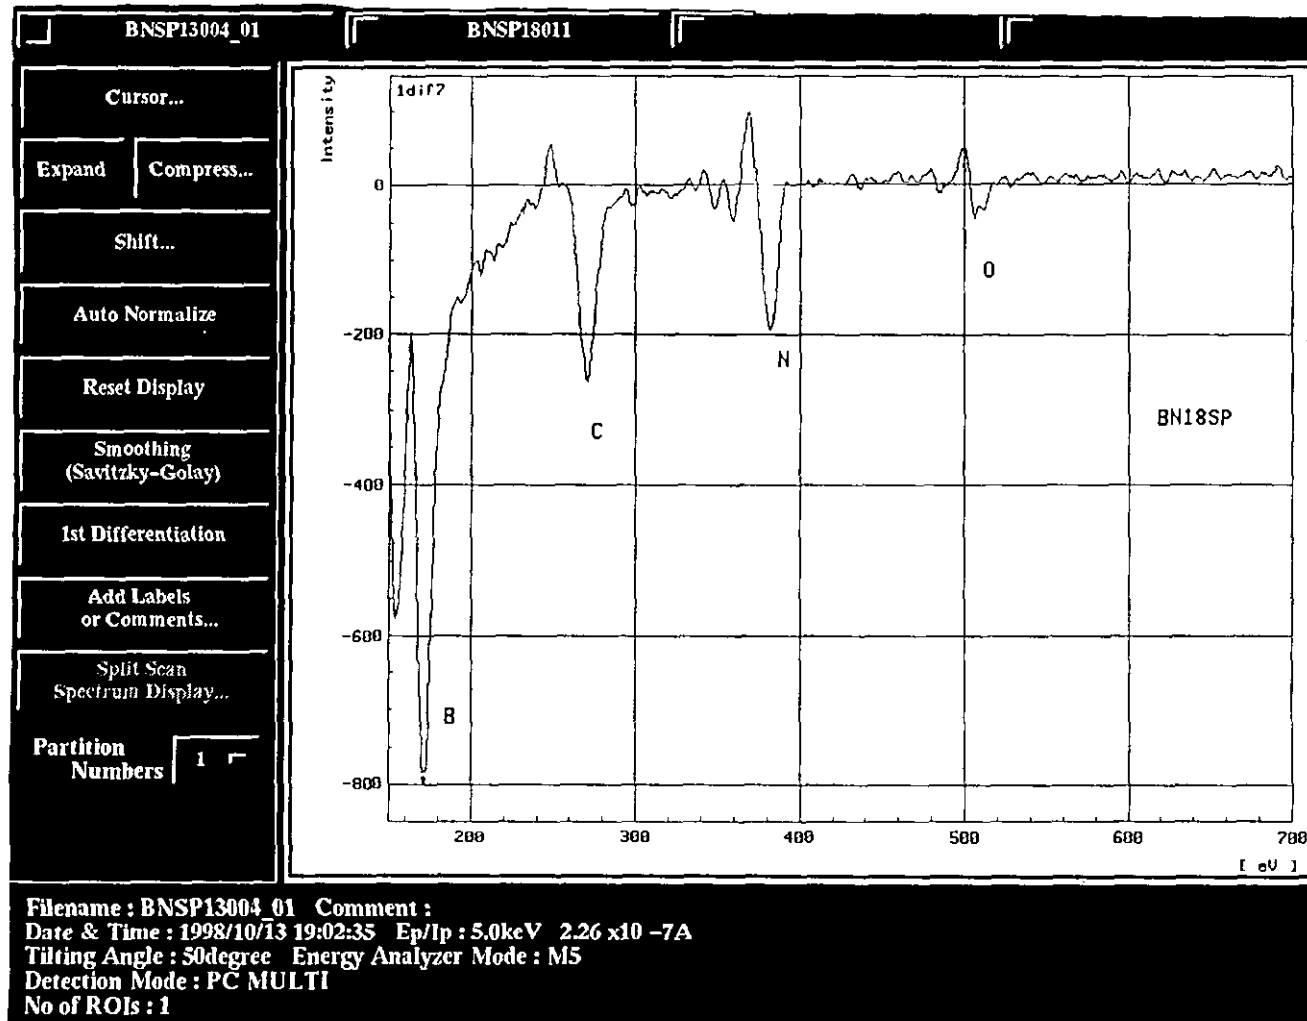 BNSP13004_01
BNSP18011
Cursor...
Expand
Compress...
Shift...
Auto Normalize
Reset Display
Smoothing
(Savitzky-Golay)
1st Differentiation
Add Labels
or Comments...
Split Scan
Spectrum Display...
Partition
Numbers
1
Intensity
1dif7
0
-200
-400
-600
-800
B
C
N
O
BN18SP
200
300
400
500
600
700
[ eV ]
Filename : BNSP13004_01 Comment :
Date & Time : 1998/10/13 19:02:35 Ep/Ip : 5.0keV 2.26 x10 -7A
Tilting Angle : 50degree Energy Analyzer Mode : M5
Detection Mode : PC MULTI
No of ROIs : 1